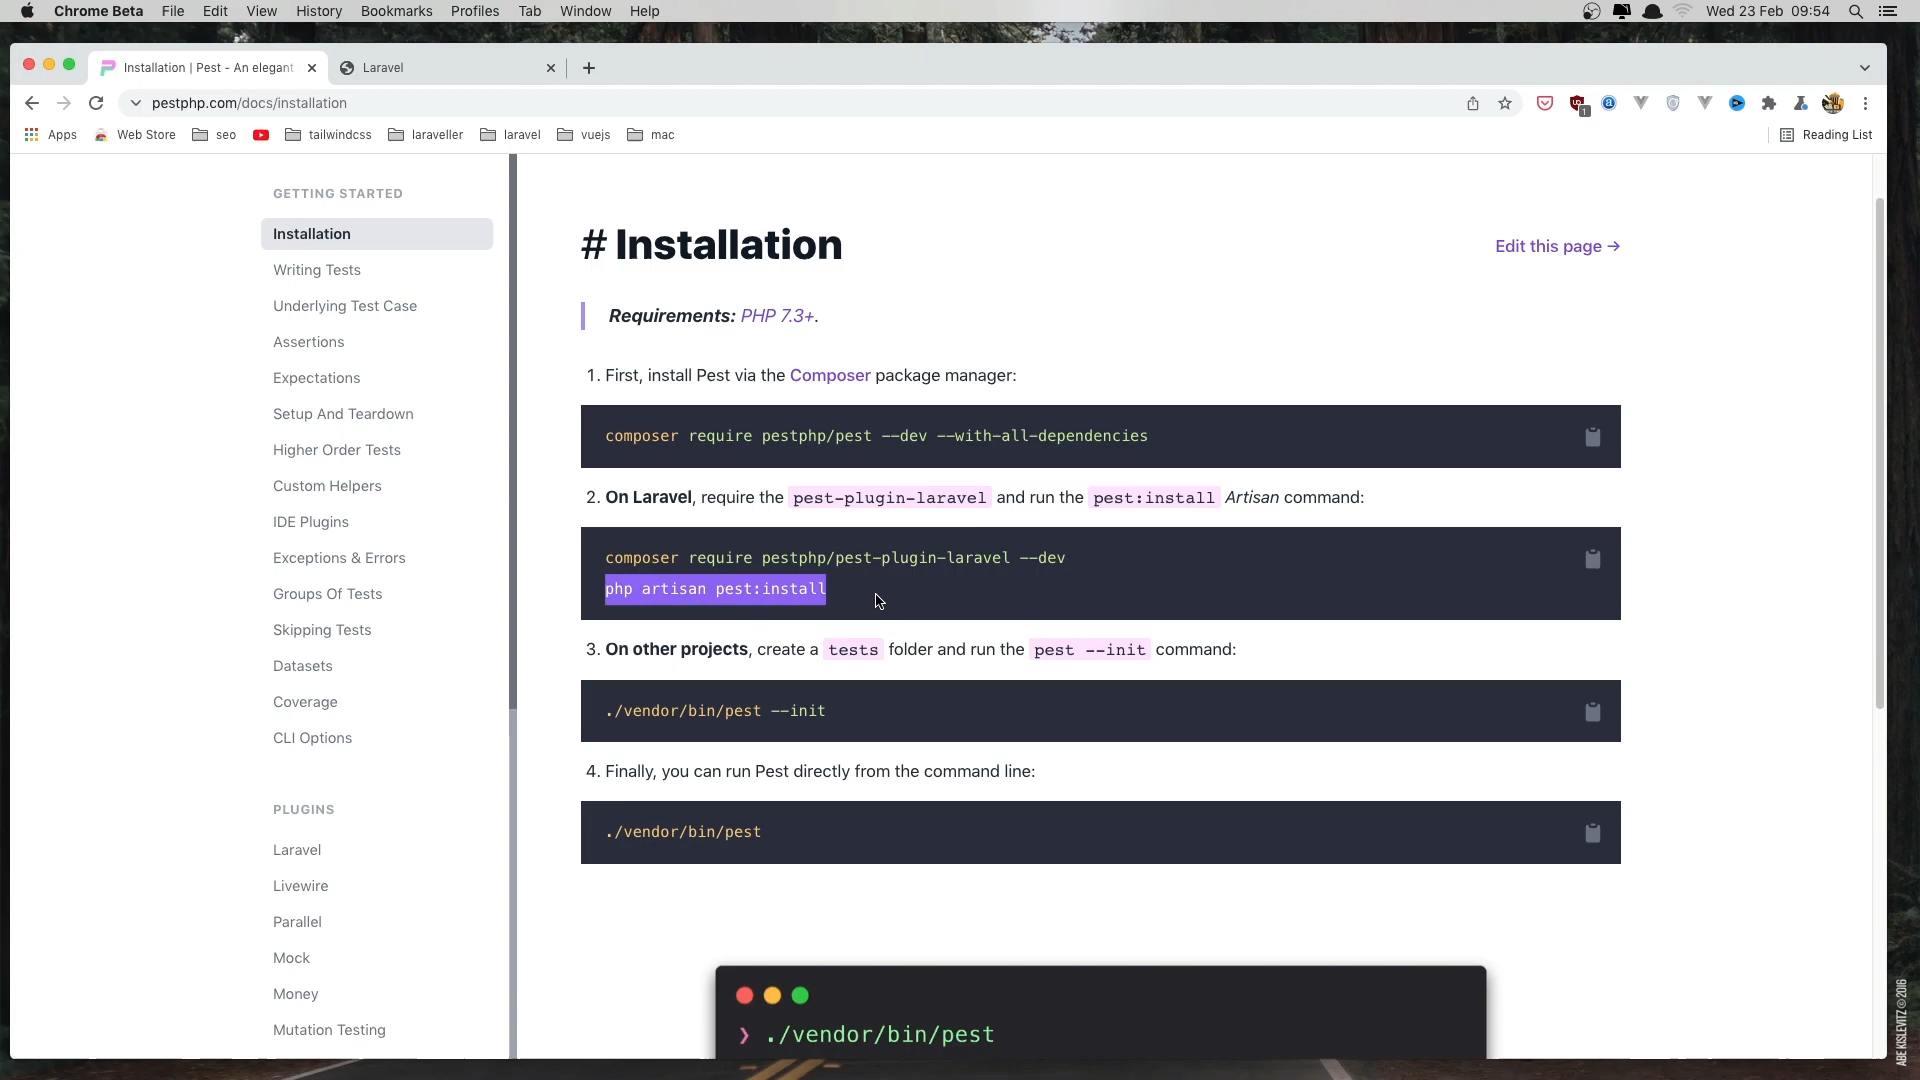 Chrome Beta File Edit View History Bookmarks Profiles Tab Window Help Wed 23 Feb 09:54
Installation | Pest - An elegant Laravel
pestphp.com/docs/installation 1
Apps Web Store seo tailwindcss laraveller laravel vuejs mac Reading List
GETTING STARTED
Installation
Writing Tests
Underlying Test Case
Assertions
Expectations
Setup And Teardown
Higher Order Tests
Custom Helpers
IDE Plugins
Exceptions & Errors
Groups Of Tests
Skipping Tests
Datasets
Coverage
CLI Options
PLUGINS
Laravel
Livewire
Parallel
Mock
Money
Mutation Testing
# Installation
Edit this page →
Requirements: PHP 7.3+.
1. First, install Pest via the Composer package manager:
composer require pestphp/pest --dev --with-all-dependencies
2. On Laravel, require the pest-plugin-laravel and run the pest:install Artisan command:
composer require pestphp/pest-plugin-laravel --dev
php artisan pest:install
3. On other projects, create a tests folder and run the pest --init command:
./vendor/bin/pest --init
4. Finally, you can run Pest directly from the command line:
./vendor/bin/pest
❯ ./vendor/bin/pest
ABE KISLEVITZ © 2016